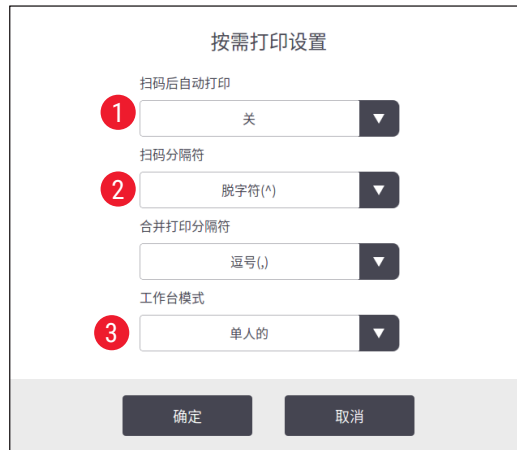 按需打印设置
扫码后自动打印
1 关
扫码分隔符
2 脱字符(^)
合并打印分隔符
逗号(,)
工作台模式
3 单人的
确定 取消